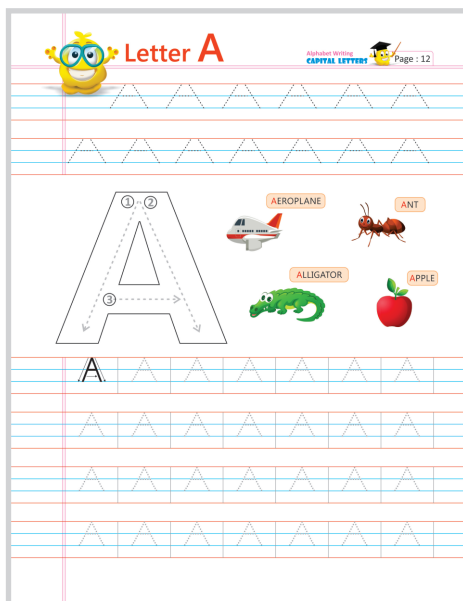 Letter A
Alphabet Writing
CAPITAL LETTERS
Page : 12
A A A A A A A
A A A A A A A
A
1 2
3
AEROPLANE
ANT
ALLIGATOR
APPLE
A A A A A A A
A A A A A A A
A A A A A A A
A A A A A A A